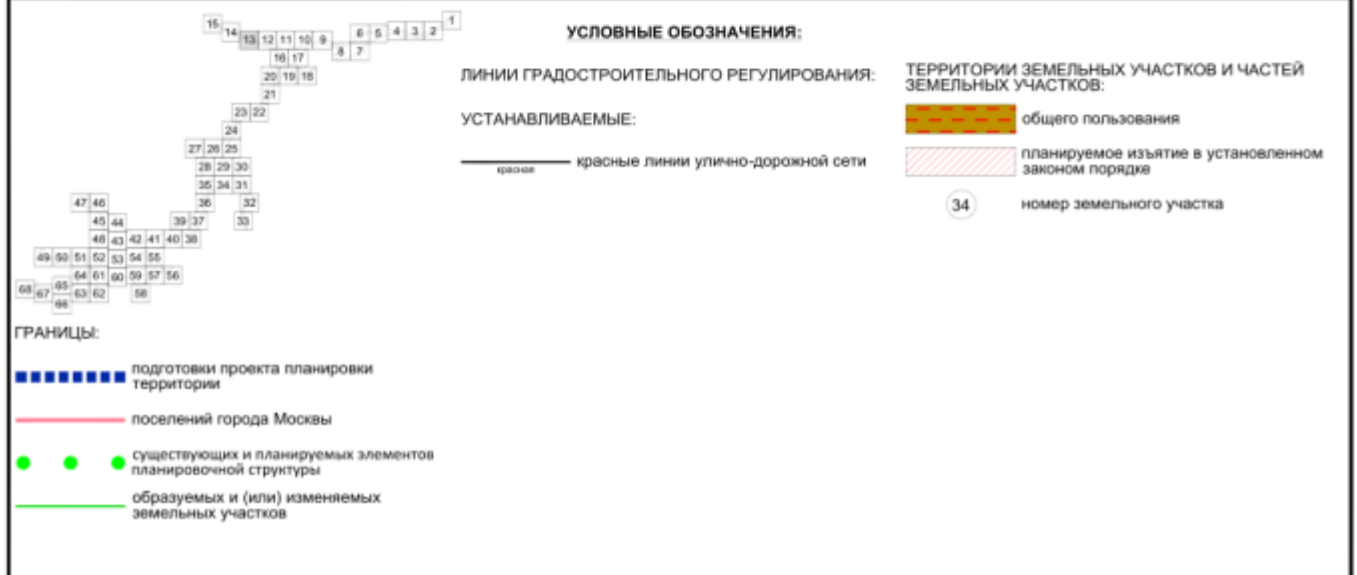 1
15
14
6 5 4 3 2
13 12 11 10 9
8 7
16 17
20 19 18
21
23 22
24
27 26 25
28 29 30
35 34 31
47 46
36 32
45 44
39 37 33
48 43 42 41 40 38
49 50 51 52 53 54 55
64 61 60 59 57 56
68 67 65 63 62 58
66
УСЛОВНЫЕ ОБОЗНАЧЕНИЯ:
ЛИНИИ ГРАДОСТРОИТЕЛЬНОГО РЕГУЛИРОВАНИЯ:
УСТАНАВЛИВАЕМЫЕ:
красная
красные линии улично-дорожной сети
ТЕРРИТОРИИ ЗЕМЕЛЬНЫХ УЧАСТКОВ И ЧАСТЕЙ
ЗЕМЕЛЬНЫХ УЧАСТКОВ:
общего пользования
планируемое изъятие в установленном
законом порядке
34
номер земельного участка
ГРАНИЦЫ:
подготовки проекта планировки
территории
поселений города Москвы
существующих и планируемых элементов
планировочной структуры
образуемых и (или) изменяемых
земельных участков